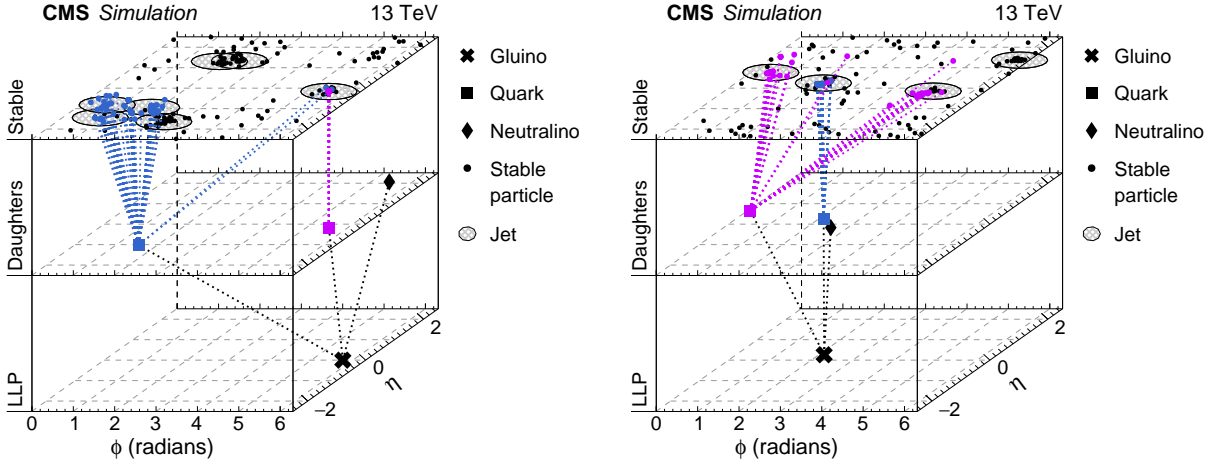 CMS Simulation 13 TeV
Stable
Daughters
LLP
Gluino
Quark
Neutralino
Stable
particle
Jet
2
0
−2
η
0 1 2 3 4 5 6
ϕ (radians)
CMS Simulation 13 TeV
Stable
Daughters
LLP
Gluino
Quark
Neutralino
Stable
particle
Jet
2
0
−2
η
0 1 2 3 4 5 6
ϕ (radians)